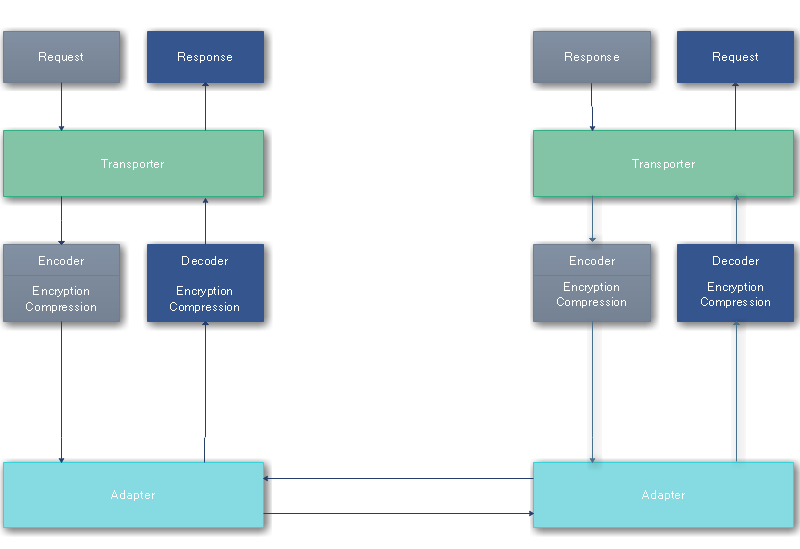 Request
Response
Response
Request
Transporter
Transporter
Encoder
Encryption
Compression
Decoder
Encryption
Compression
Encoder
Encryption
Compression
Decoder
Encryption
Compression
Adapter
Adapter